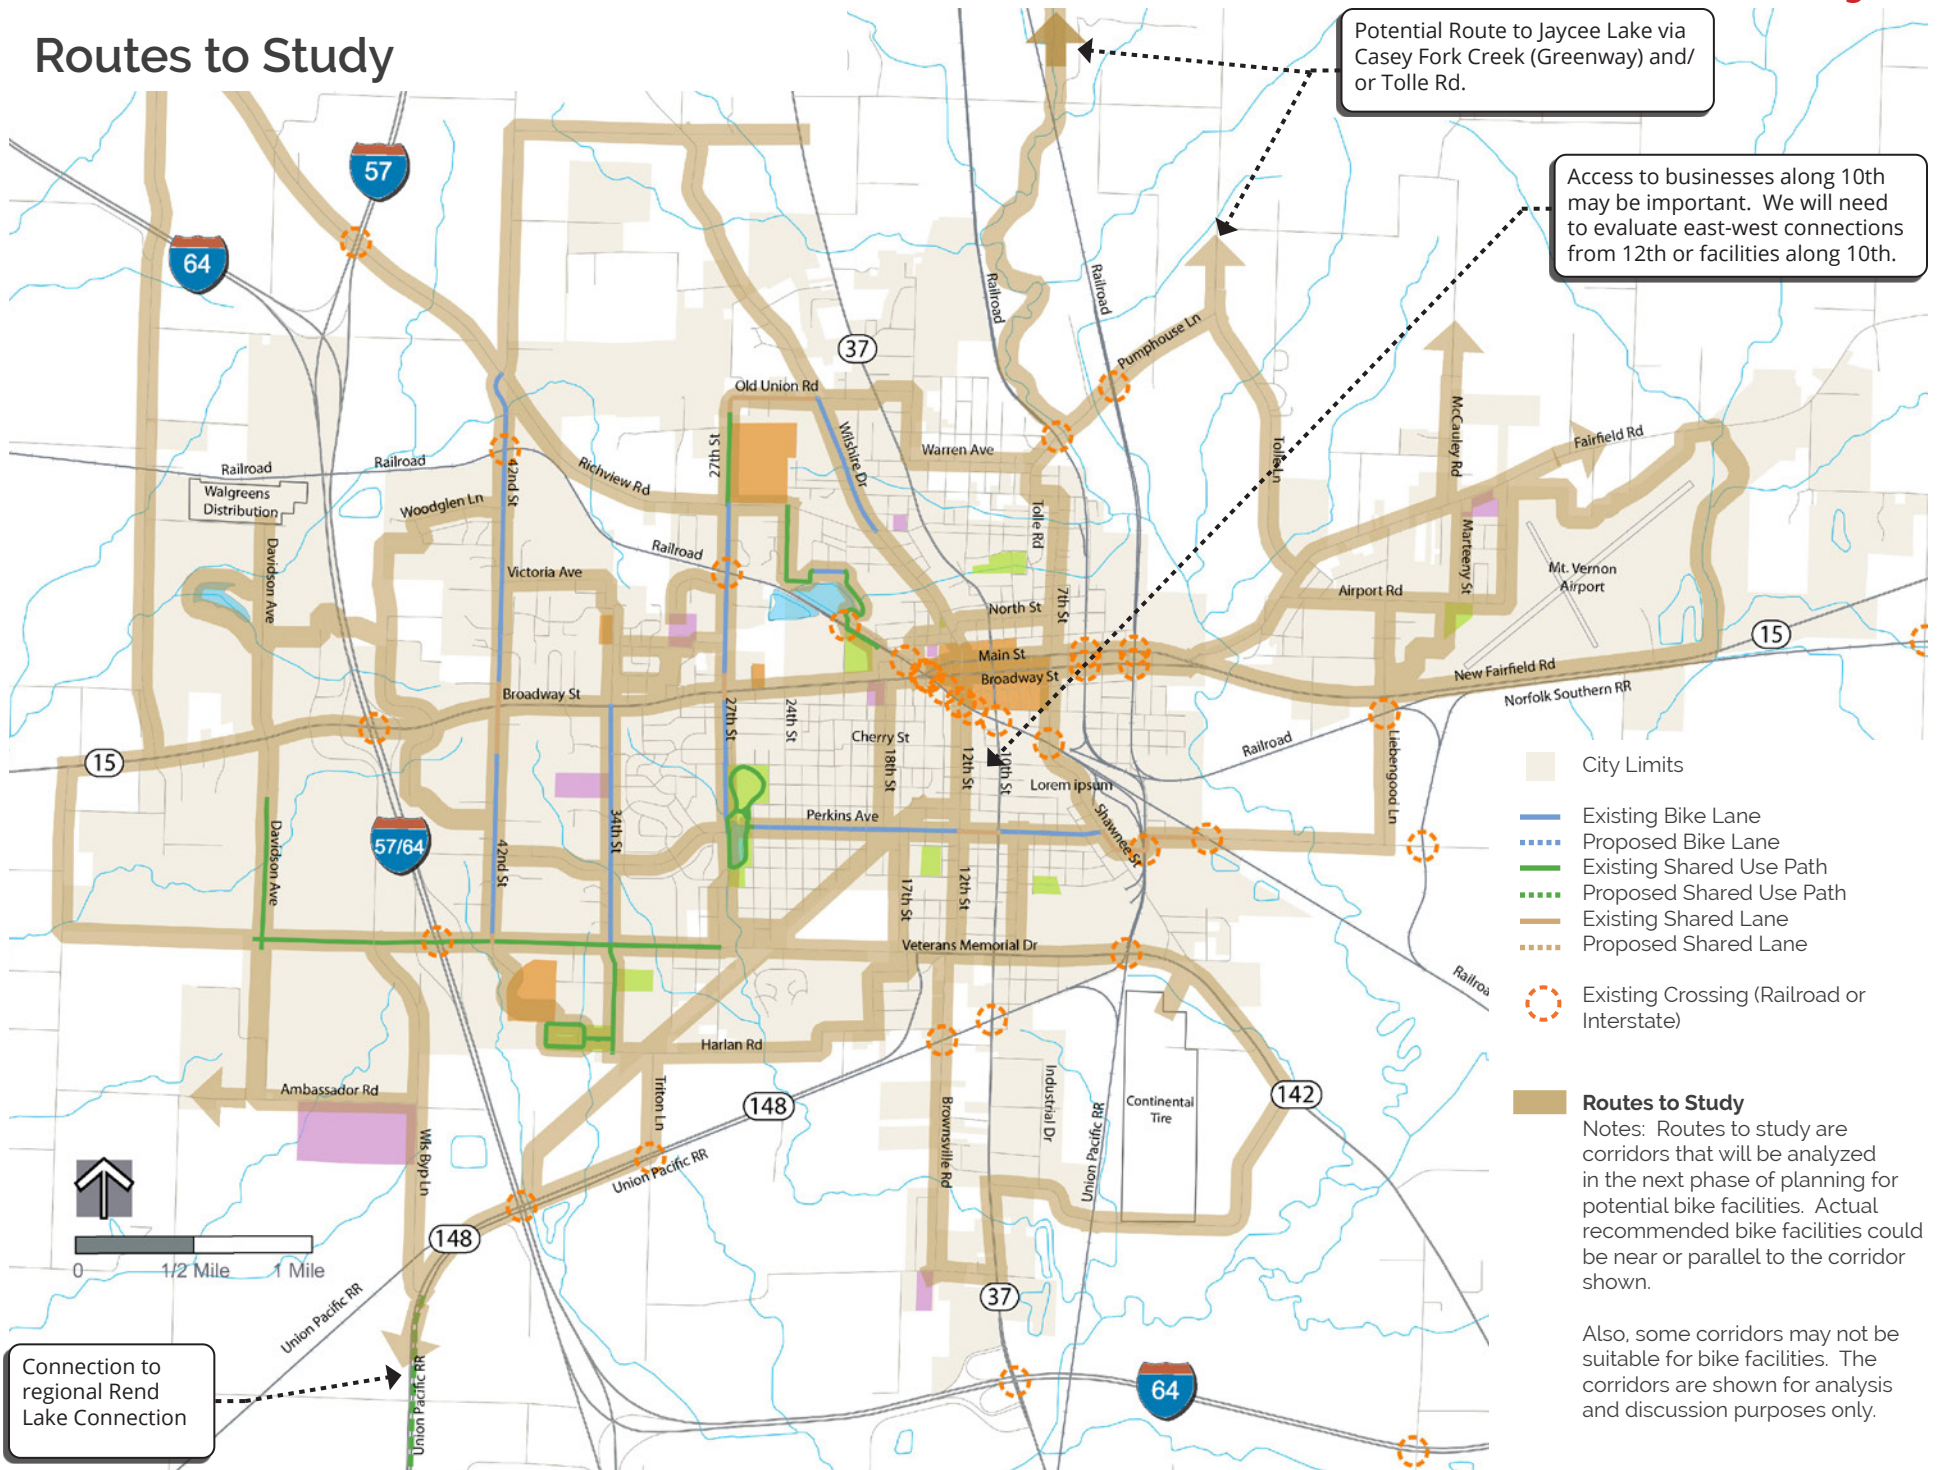 Routes to Study
Potential Route to Jaycee Lake via
Casey Fork Creek (Greenway) and/
or Tolle Rd.
Access to businesses along 10th
may be important.  We will need
to evaluate east-west connections
from 12th or facilities along 10th.
57
64
37
Railroad
Railroad
Pumphouse Ln
Old Union Rd
Wilshire Dr
27th St
Warren Ave
McCauley Rd
Fairfield Rd
Tolle Ln
Railroad
Railroad
Richview Rd
42nd St
Walgreens
Distribution
Woodglen Ln
Tolle Rd
Davidson Ave
Railroad
Victoria Ave
Marteeny St
Mt. Vernon
Airport
Airport Rd
North St
7th St
15
Main St
Broadway St
New Fairfield Rd
Norfolk Southern RR
Broadway St
27th St
24th St
Cherry St
18th St
12th St
10th St
Railroad
Liebengood Ln
15
Lorem ipsum
Perkins Ave
Shawnee St
34th St
42nd St
57/64
Davidson Ave
17th St
12th St
Veterans Memorial Dr
Railroa
Harlan Rd
Ambassador Rd
Triton Ln
148
Brownsville Rd
Industrial Dr
Union Pacific RR
Continental
Tire
142
Wls Byp Ln
Union Pacific RR
148
0
1/2 Mile
1 Mile
Union Pacific RR
37
64
Union Pacific RR
Connection to
regional Rend
Lake Connection
City Limits
Existing Bike Lane
Proposed Bike Lane
Existing Shared Use Path
Proposed Shared Use Path
Existing Shared Lane
Proposed Shared Lane
Existing Crossing (Railroad or
Interstate)
Routes to Study
Notes:  Routes to study are
corridors that will be analyzed
in the next phase of planning for
potential bike facilities.  Actual
recommended bike facilities could
be near or parallel to the corridor
shown.
Also, some corridors may not be
suitable for bike facilities.  The
corridors are shown for analysis
and discussion purposes only.